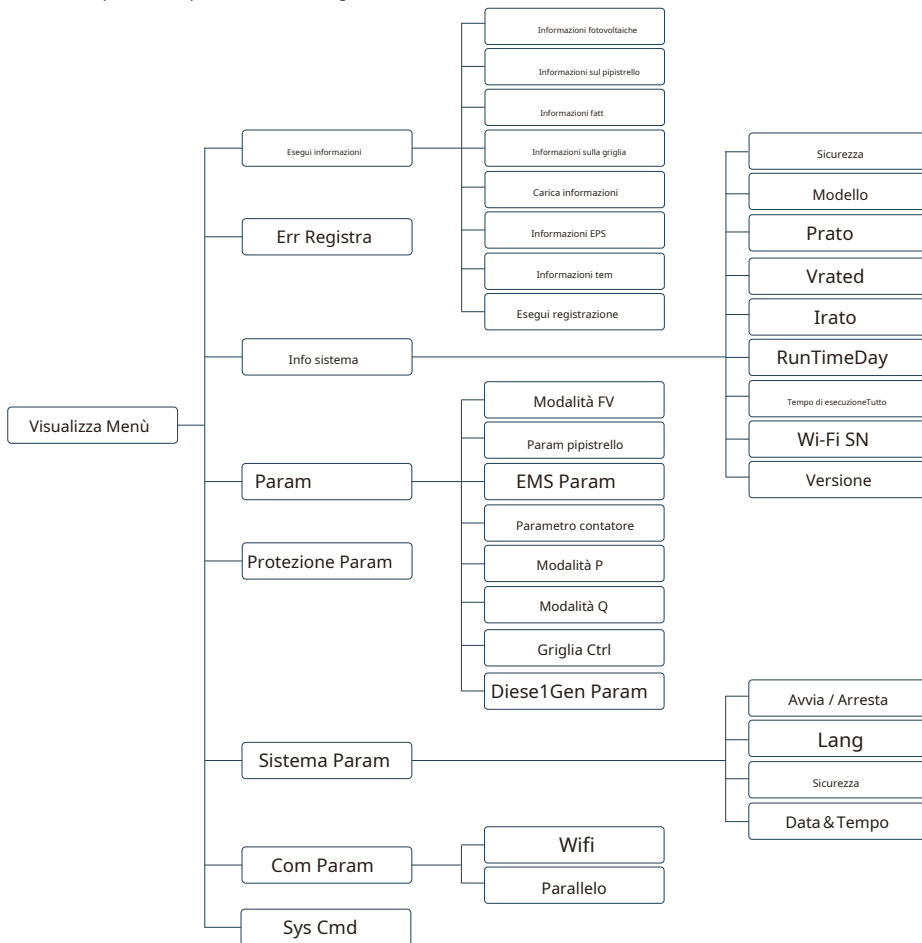 Visualizza Menù
Esegui informazioni
Informazioni fotovoltaiche
Informazioni sul pipistrello
Informazioni fatt
Informazioni sulla griglia
Carica informazioni
Informazioni EPS
Informazioni tem
Esegui registrazione
Err Registra
Info sistema
Sicurezza
Modello
Prato
Vrated
Irato
RunTimeDay
Tempo di esecuzioneTutto
Wi-Fi SN
Versione
Param
Modalità FV
Param pipistrello
EMS Param
Parametro contatore
Modalità P
Modalità Q
Griglia Ctrl
Diese1Gen Param
Protezione Param
Sistema Param
Avvia / Arresta
Lang
Sicurezza
Data & Tempo
Com Param
Wifi
Parallelo
Sys Cmd